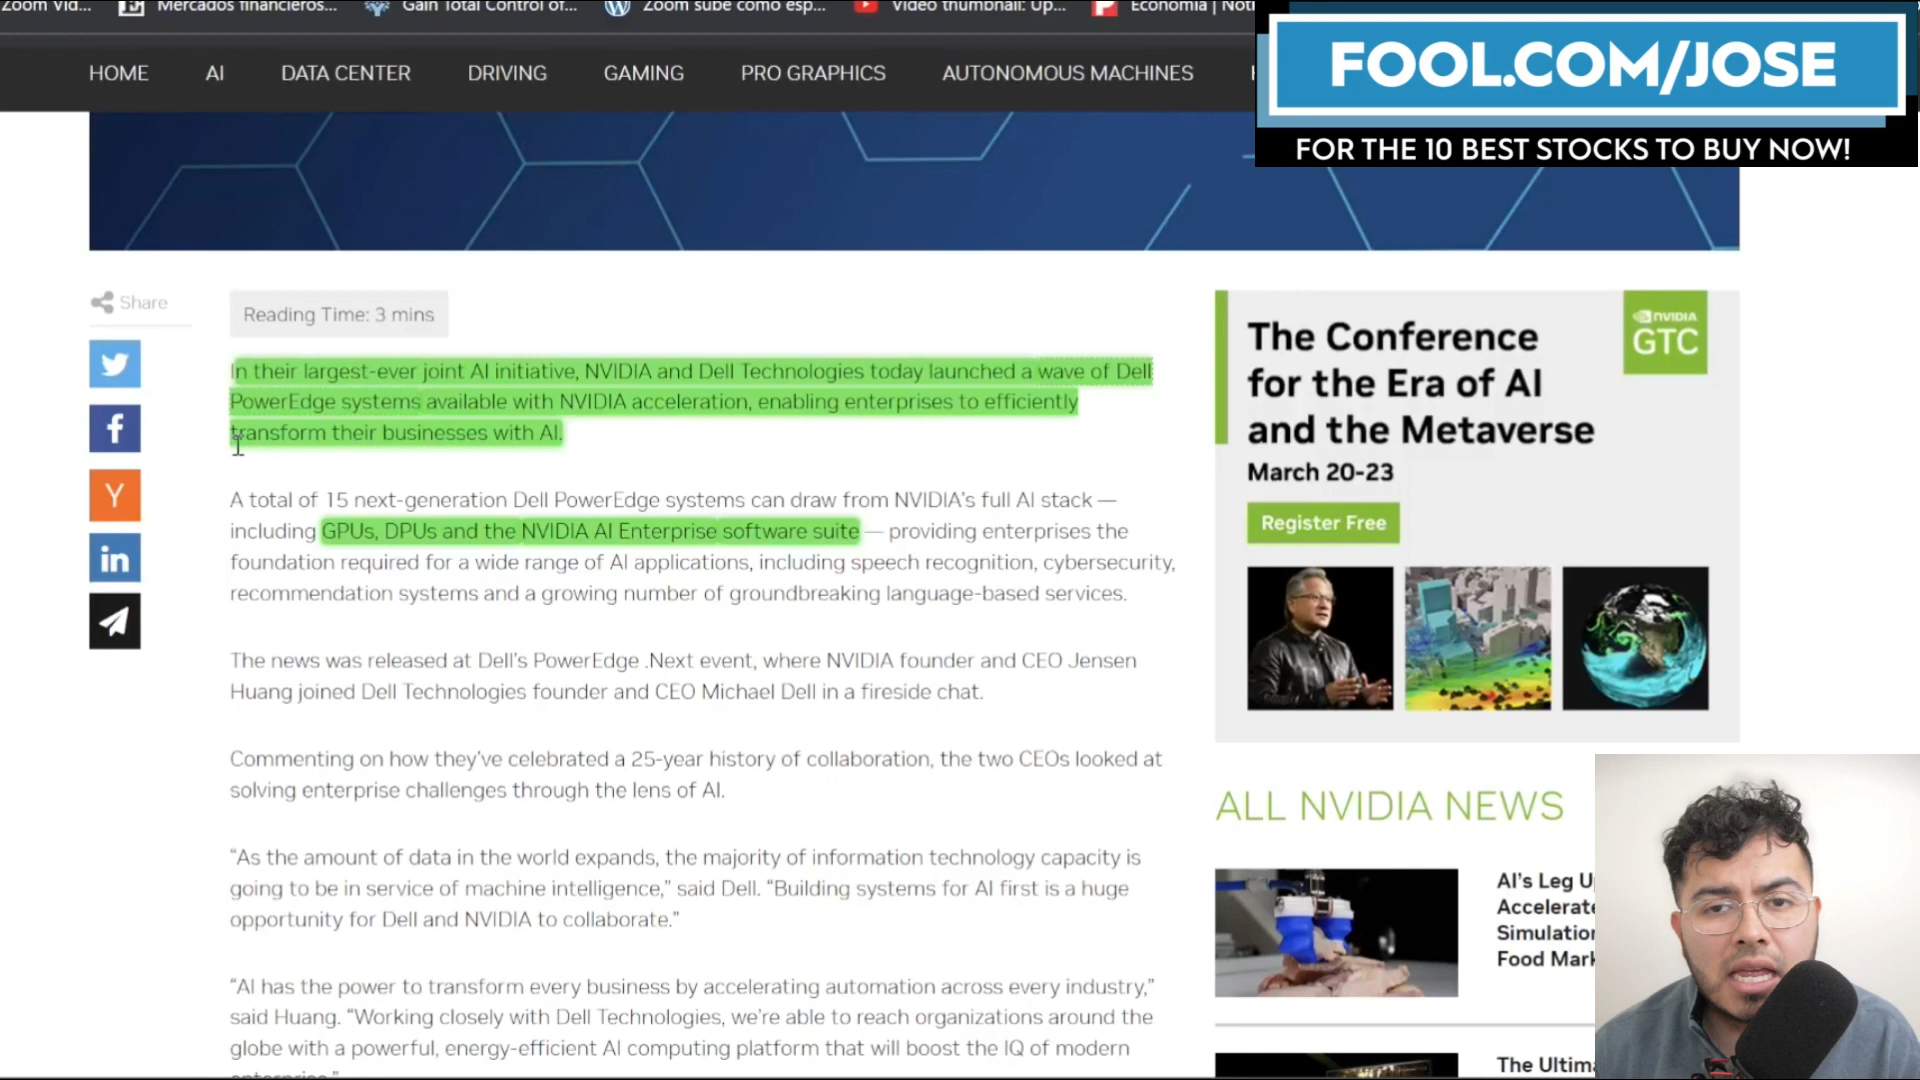 Zoom Vid...
Mercados financieros...
Gain Total Control of...
Zoom sube como esp...
Video thumbnail: Up...
Economía | Noti
HOME
AI
DATA CENTER
DRIVING
GAMING
PRO GRAPHICS
AUTONOMOUS MACHINES
FOOL.COM/JOSE
FOR THE 10 BEST STOCKS TO BUY NOW!
Share
Reading Time: 3 mins
In their largest-ever joint AI initiative, NVIDIA and Dell Technologies today launched a wave of Dell
PowerEdge systems available with NVIDIA acceleration, enabling enterprises to efficiently
transform their businesses with AI.
A total of 15 next-generation Dell PowerEdge systems can draw from NVIDIA's full AI stack —
including GPUs, DPUs and the NVIDIA AI Enterprise software suite — providing enterprises the
foundation required for a wide range of AI applications, including speech recognition, cybersecurity,
recommendation systems and a growing number of groundbreaking language-based services.
The news was released at Dell's PowerEdge .Next event, where NVIDIA founder and CEO Jensen
Huang joined Dell Technologies founder and CEO Michael Dell in a fireside chat.
Commenting on how they've celebrated a 25-year history of collaboration, the two CEOs looked at
solving enterprise challenges through the lens of AI.
“As the amount of data in the world expands, the majority of information technology capacity is
going to be in service of machine intelligence,” said Dell. “Building systems for AI first is a huge
opportunity for Dell and NVIDIA to collaborate.”
“AI has the power to transform every business by accelerating automation across every industry,”
said Huang. “Working closely with Dell Technologies, we're able to reach organizations around the
globe with a powerful, energy-efficient AI computing platform that will boost the IQ of modern
The Conference
for the Era of AI
and the Metaverse
March 20-23
Register Free
NVIDIA
GTC
ALL NVIDIA NEWS
AI's Leg U
Accelerate
Simulation
Food Mark
The Ultima